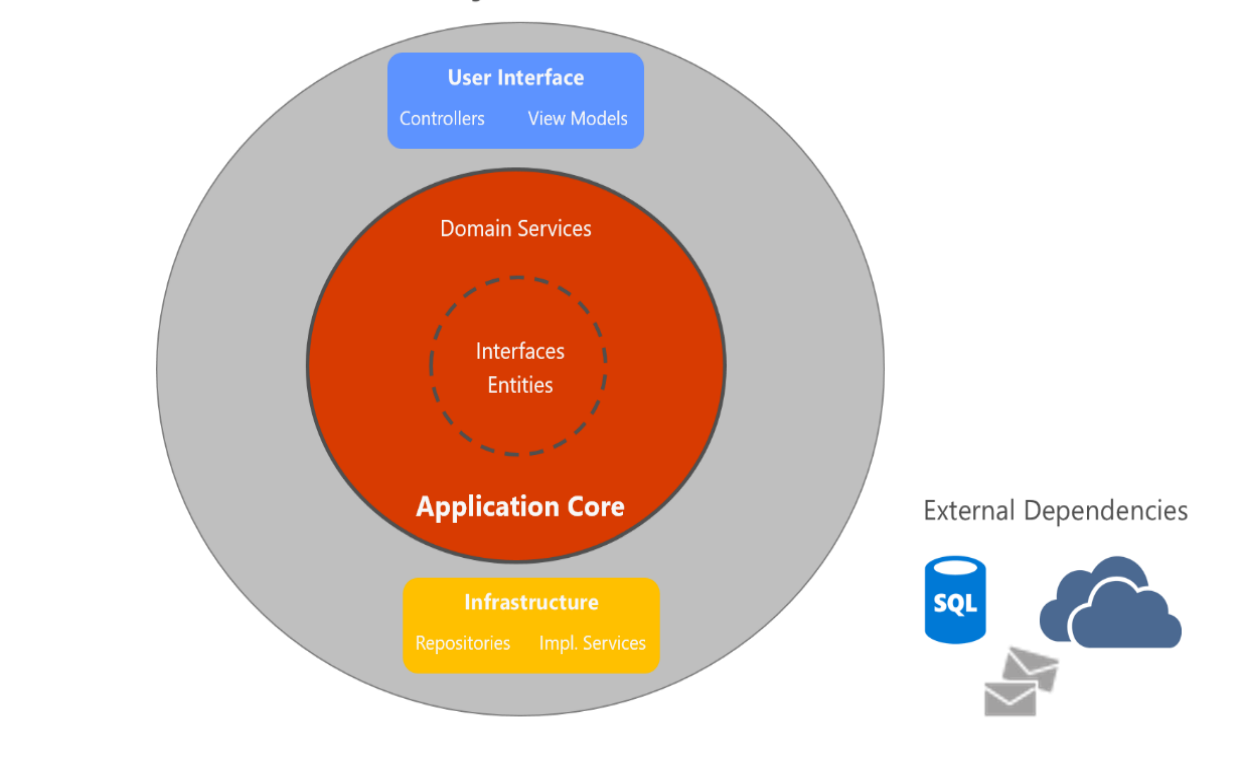 User Interface
Controllers View Models
Domain Services
Interfaces
Entities
Application Core
Infrastructure
Repositories Impl. Services
External Dependencies
SQL